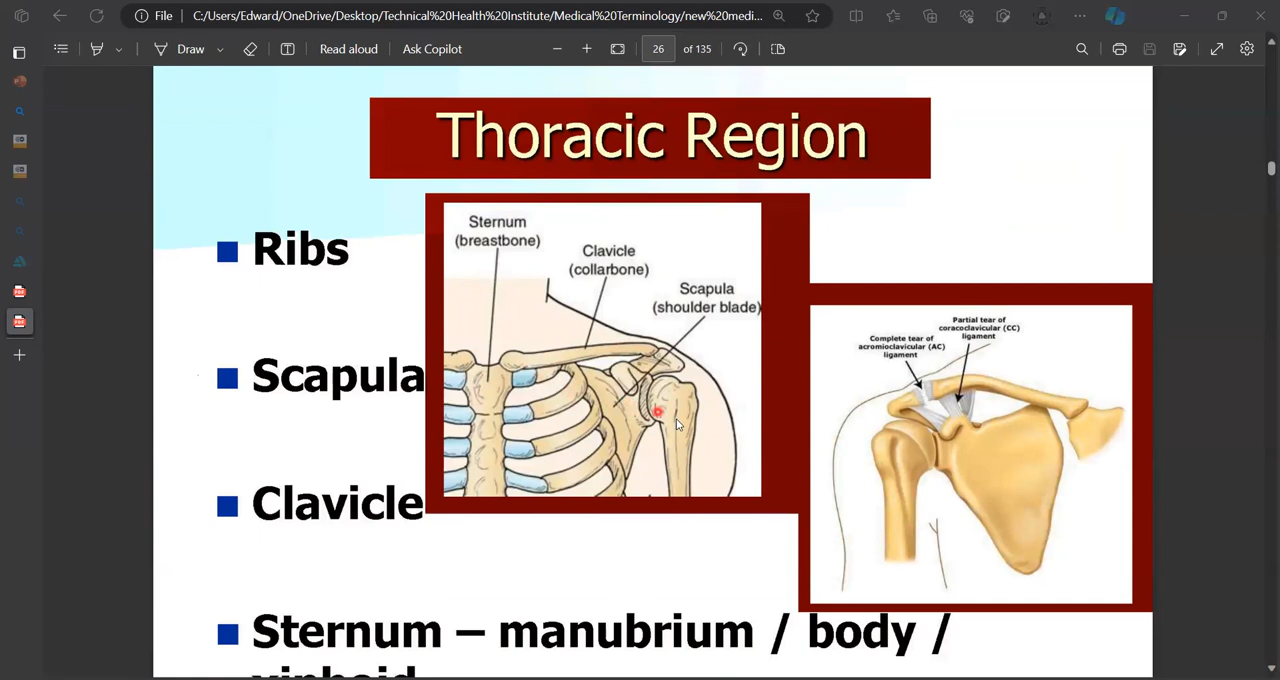 File
C:/Users/Edward/OneDrive/Desktop/Technical%20Health%20Institute/Medical%20Terminology/new%20medi...
Draw
Read aloud
Ask Copilot
26 of 135
Thoracic Region
Ribs
Scapula
Clavicle
Sternum – manubrium / body /
xiphoid
Sternum
(breastbone)
Clavicle
(collarbone)
Scapula
(shoulder blade)
Partial tear of
coracoclavicular (CC)
ligament
Complete tear of
acromioclavicular (AC)
ligament